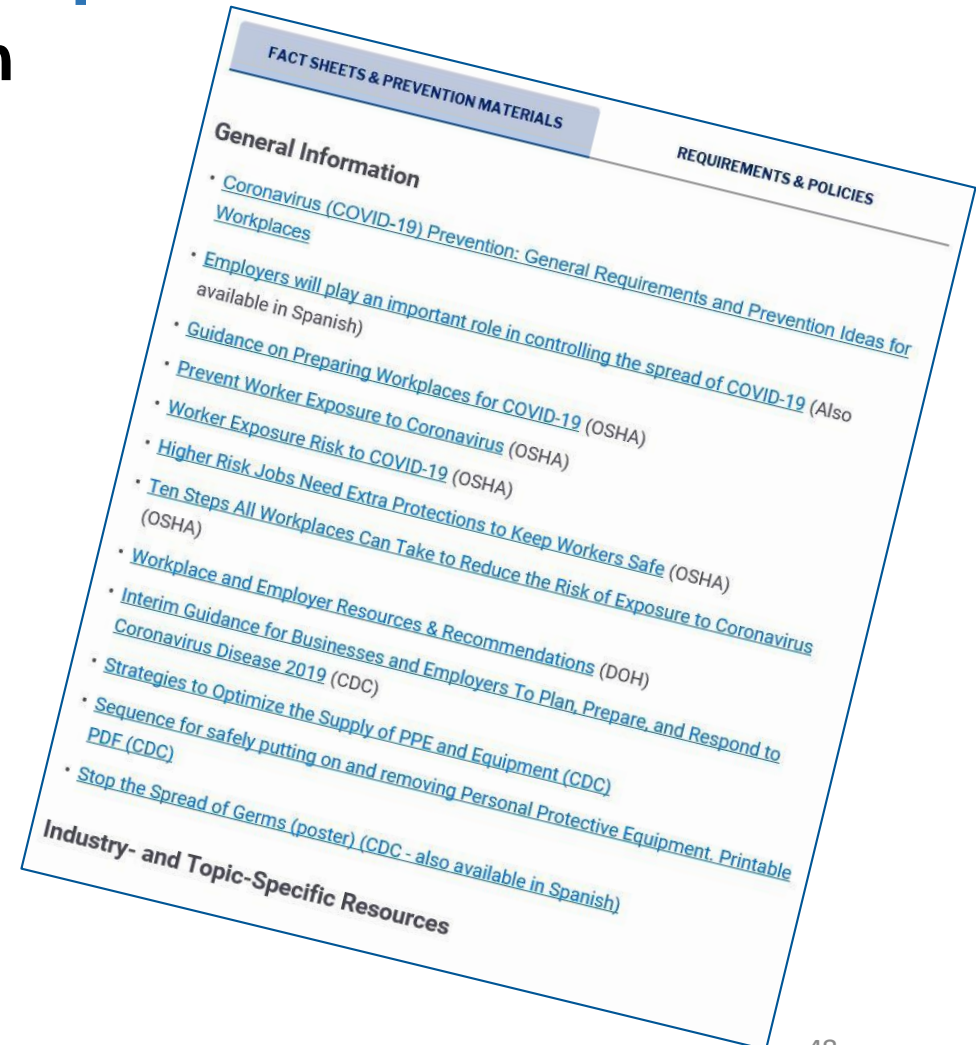 n
FACT SHEETS & PREVENTION MATERIALS
REQUIREMENTS & POLICIES
General Information
• Coronavirus (COVID-19) Prevention: General Requirements and Prevention Ideas for
Workplaces
• Employers will play an important role in controlling the spread of COVID-19 (Also
available in Spanish)
• Guidance on Preparing Workplaces for COVID-19 (OSHA)
• Prevent Worker Exposure to Coronavirus (OSHA)
• Worker Exposure Risk to COVID-19 (OSHA)
• Higher Risk Jobs Need Extra Protections to Keep Workers Safe (OSHA)
• Ten Steps All Workplaces Can Take to Reduce the Risk of Exposure to Coronavirus
(OSHA)
• Workplace and Employer Resources & Recommendations (DOH)
• Interim Guidance for Businesses and Employers To Plan, Prepare, and Respond to
Coronavirus Disease 2019 (CDC)
• Strategies to Optimize the Supply of PPE and Equipment (CDC)
• Sequence for safely putting on and removing Personal Protective Equipment. Printable
PDF (CDC)
• Stop the Spread of Germs (poster) (CDC - also available in Spanish)
Industry- and Topic-Specific Resources